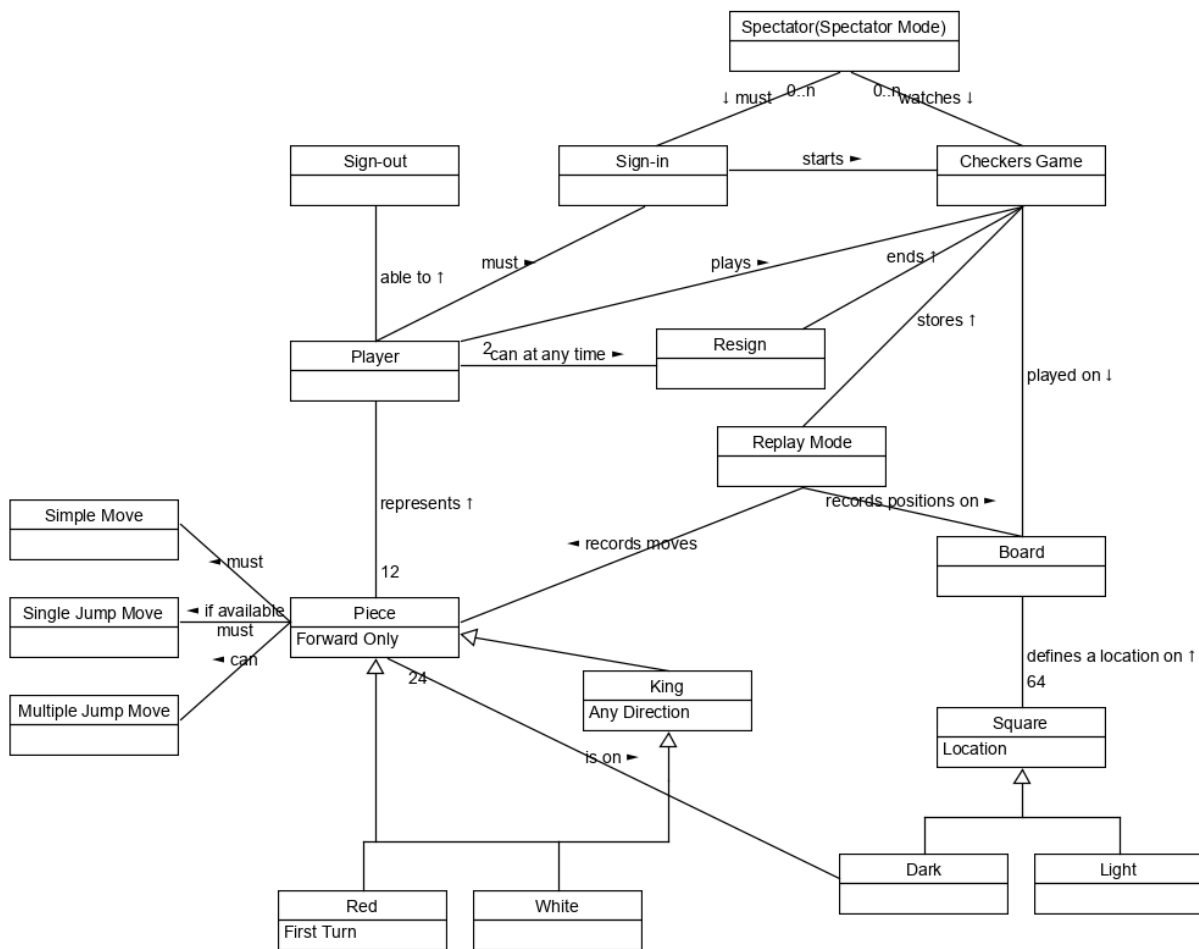 Spectator(Spectator Mode)
↓ must
0..n
0..n
watches ↓
Sign-out
Sign-in
starts ►
Checkers Game
able to ↑
must ►
plays ►
ends ↑
stores ↑
Player
2
can at any time ►
Resign
played on ↓
Replay Mode
represents ↑
records positions on ►
◄ records moves
Simple Move
◄ must
Board
12
Single Jump Move
◄ if available
must
Piece
Forward Only
◄ can
24
Multiple Jump Move
King
Any Direction
defines a location on ↑
64
Square
Location
is on ►
Dark
Light
Red
First Turn
White